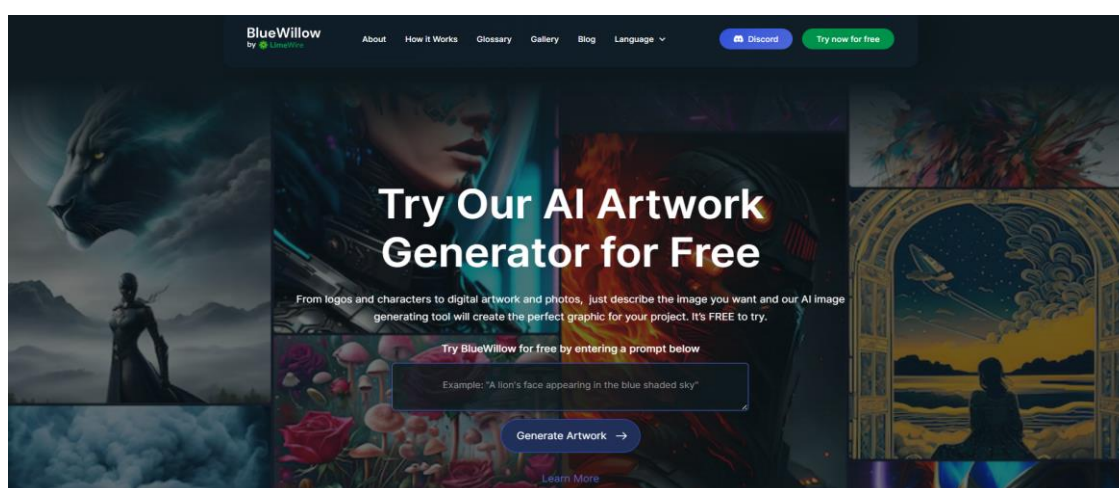 BlueWillow
by LimeWire
About How it Works Glossary Gallery Blog Language Discord Try now for free
Try Our AI Artwork
Generator for Free
From logos and characters to digital artwork and photos, just describe the image you want and our AI image
generating tool will create the perfect graphic for your project. It's FREE to try.
Try BlueWillow for free by entering a prompt below
Example: "A lion's face appearing in the blue shaded sky"
Generate Artwork →
Learn More